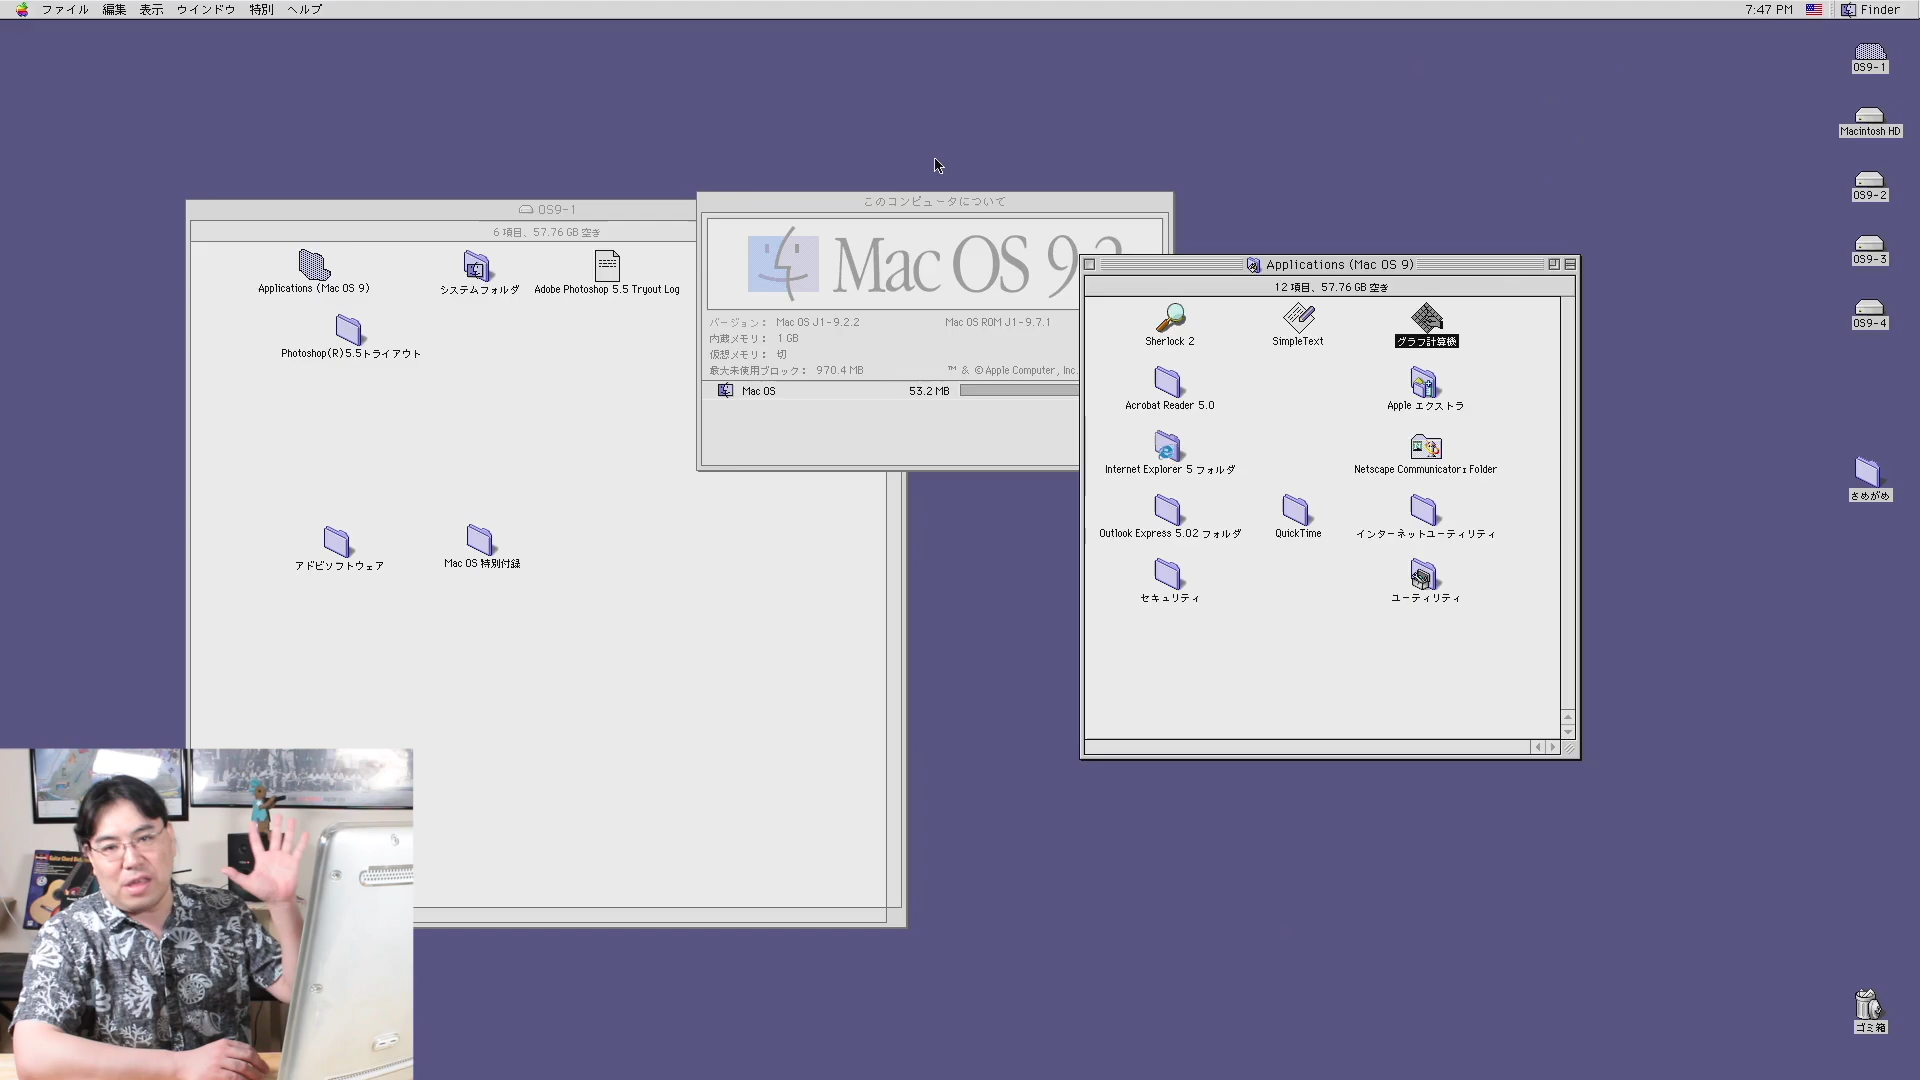 ファイル 編集 表示 ウインドウ 特別 ヘルプ
7:47 PM Finder
OS9-1
Macintosh HD
OS9-2
OS9-3
OS9-4
さめがめ
ゴミ箱
OS9-1
6 項目、57.76 GB 空き
Applications (Mac OS 9)
システムフォルダ
Adobe Photoshop 5.5 Tryout Log
Photoshop(R)5.5トライアウト
アドビソフトウェア
Mac OS 特別付録
このコンピュータについて
Mac OS 9.2
バージョン： Mac OS J1-9.2.2
Mac OS ROM J1-9.7.1
内蔵メモリ： 1 GB
仮想メモリ： 切
最大未使用ブロック： 970.4 MB
™ & © Apple Computer, Inc.
Mac OS 53.2 MB
Applications (Mac OS 9)
12 項目、57.76 GB 空き
Sherlock 2
SimpleText
グラフ計算機
Acrobat Reader 5.0
Apple エクストラ
Internet Explorer 5 フォルダ
Netscape Communicator: Folder
Outlook Express 5.02 フォルダ
QuickTime
インターネットユーティリティ
セキュリティ
ユーティリティ